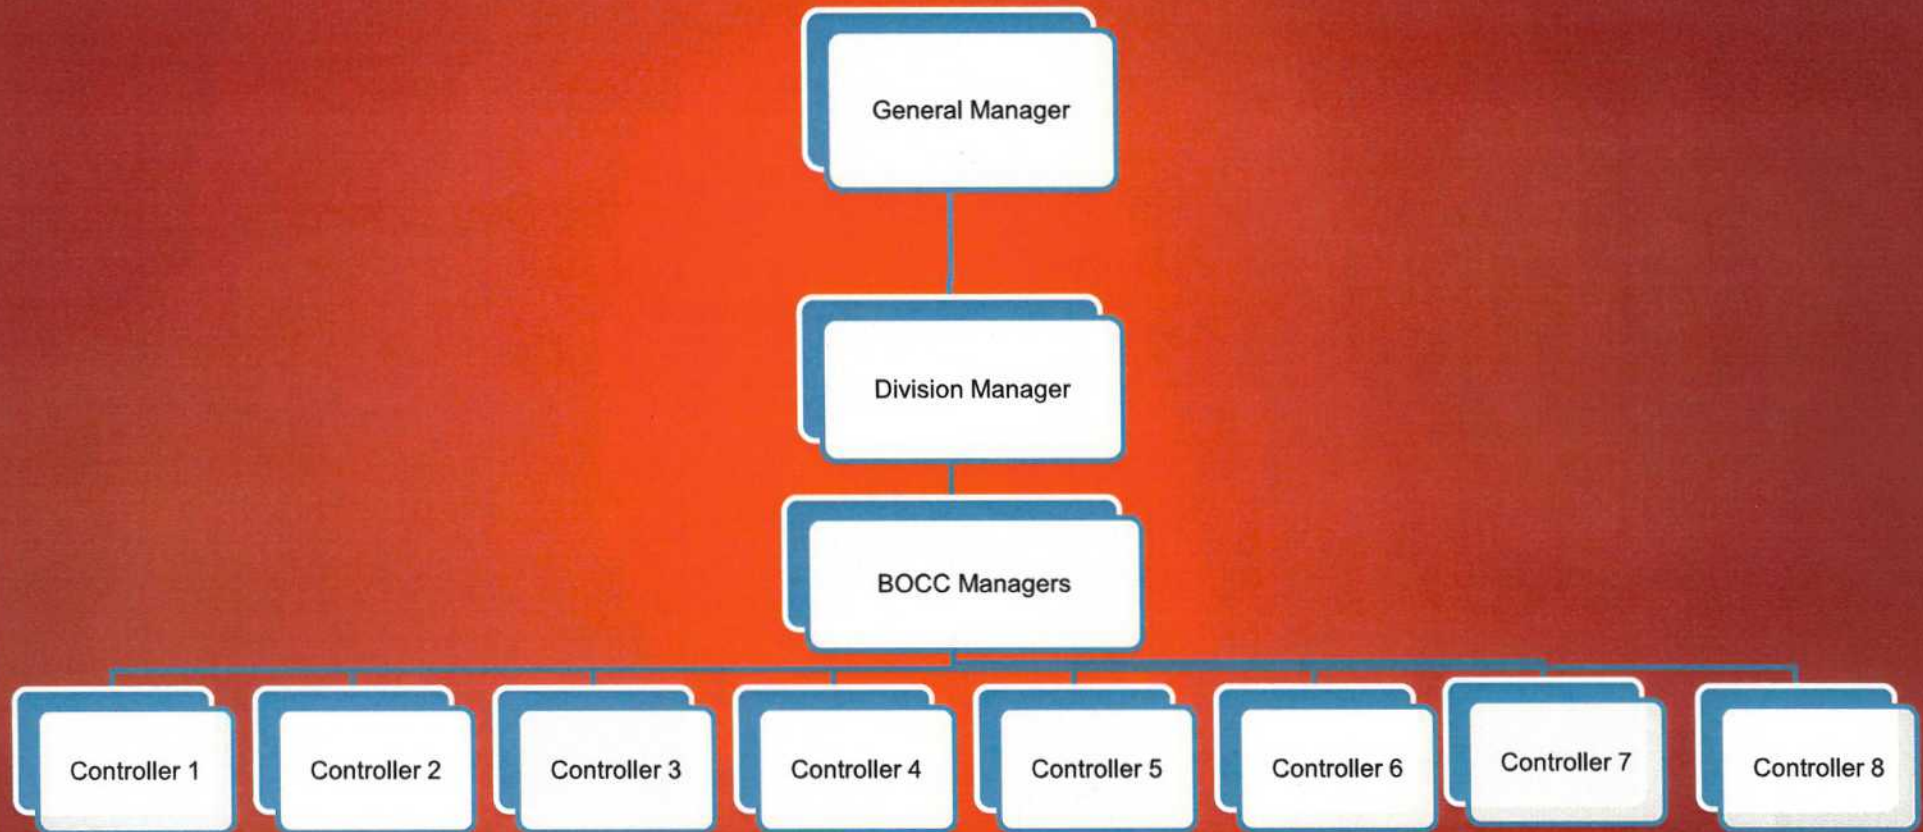 General Manager
Division Manager
BOCC Managers
Controller 1
Controller 2
Controller 3
Controller 4
Controller 5
Controller 6
Controller 7
Controller 8